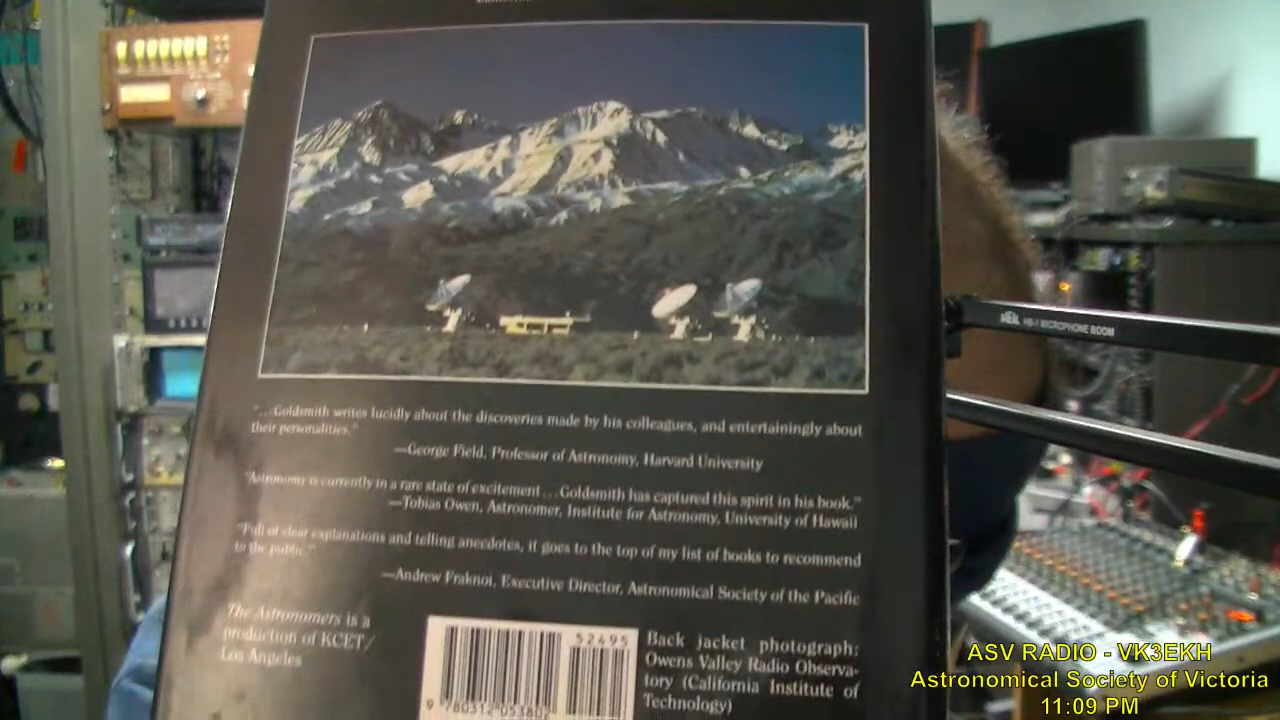 "…Goldsmith writes lucidly about the discoveries made by his colleagues, and entertainingly about
their personalities."
—George Field, Professor of Astronomy, Harvard University
"Astronomy is currently in a rare state of excitement…Goldsmith has captured this spirit in his book."
—Tobias Owen, Astronomer, Institute for Astronomy, University of Hawaii
"Full of clear explanations and telling anecdotes, it goes to the top of my list of books to recommend
to the public."
—Andrew Fraknoi, Executive Director, Astronomical Society of the Pacific
The Astronomers is a
production of KCET/
Los Angeles
52495
9 780312 053802
Back jacket photograph:
Owens Valley Radio Observa-
tory (California Institute of
Technology)
HEIL HB-1 MICROPHONE BOOM
ASV RADIO - VK3EKH
Astronomical Society of Victoria
11:09 PM